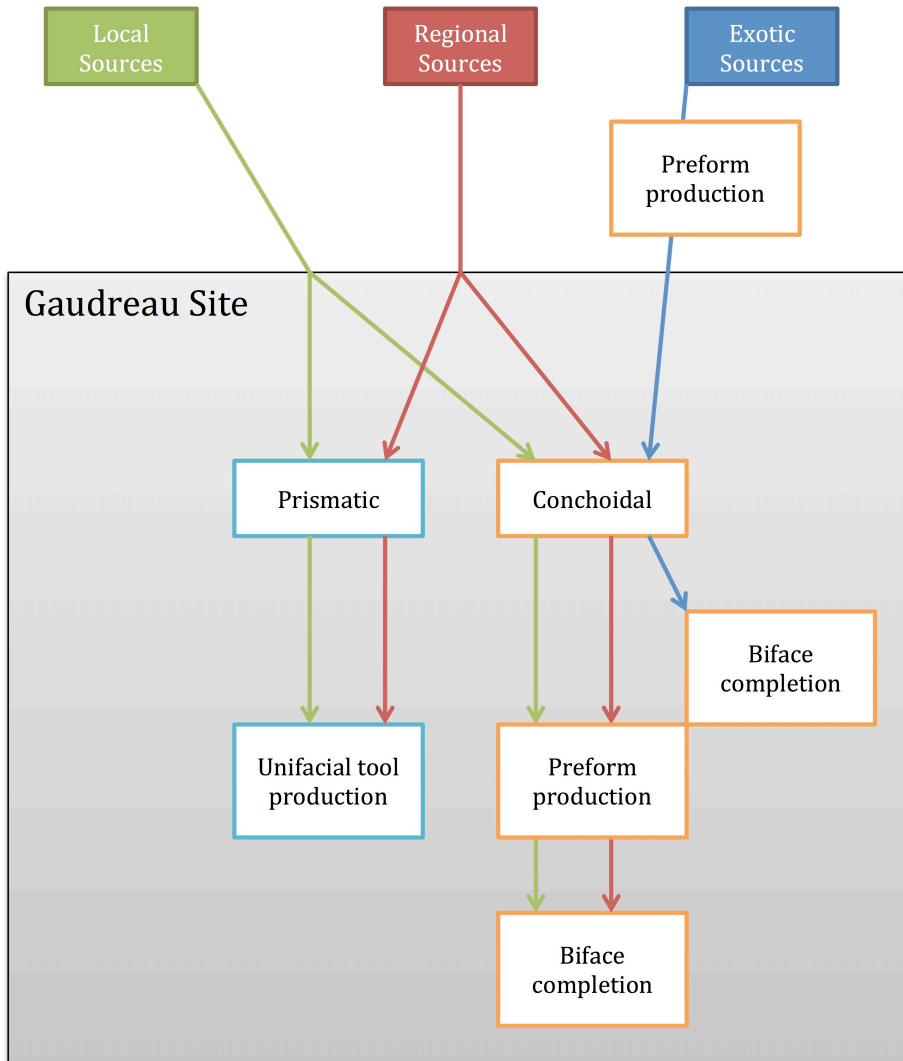 Local
Sources
Regional
Sources
Exotic
Sources
Preform
production
Gaudreau Site
Prismatic
Conchoidal
Biface
completion
Unifacial tool
production
Preform
production
Biface
completion